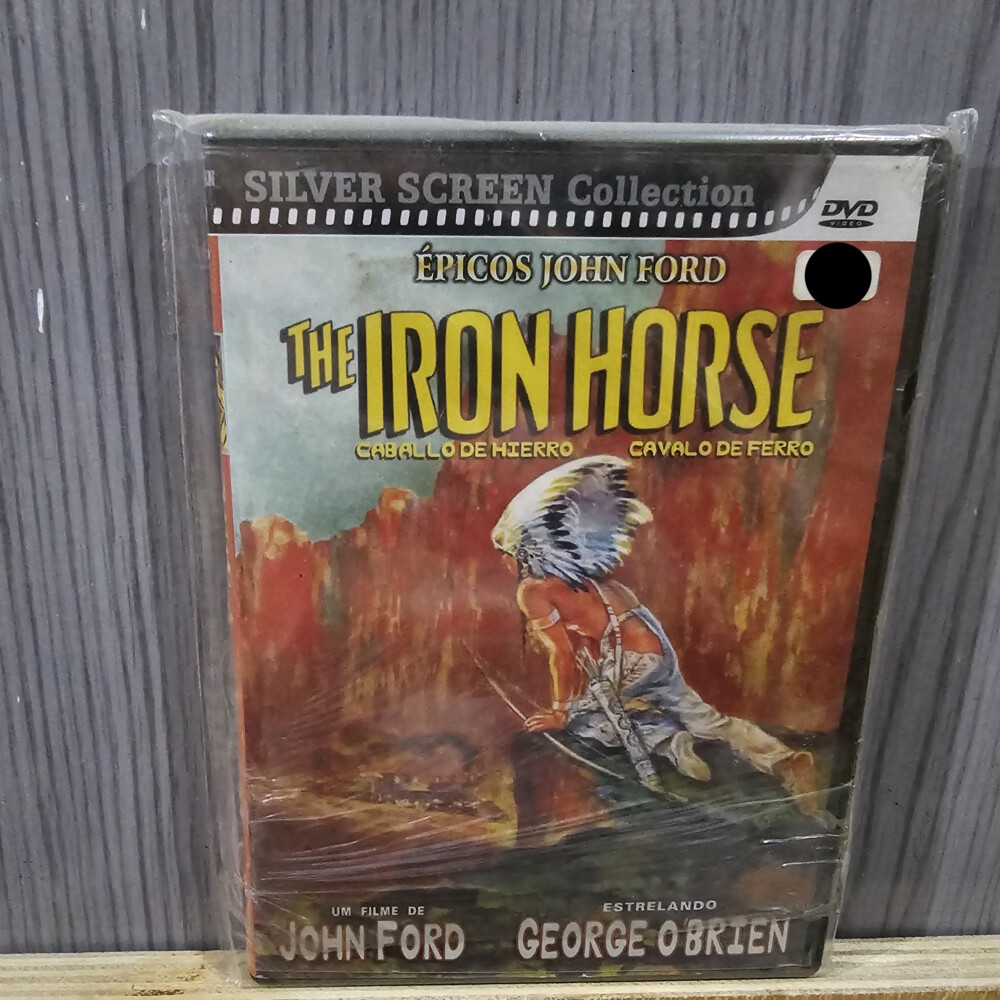 SILVER SCREEN Collection
DVD
VIDEO
ÉPICOS JOHN FORD
THE IRON HORSE
CABALLO DE HIERRO CAVALO DE FERRO
UM FILME DE
JOHN FORD
ESTRELANDO
GEORGE O'BRIEN